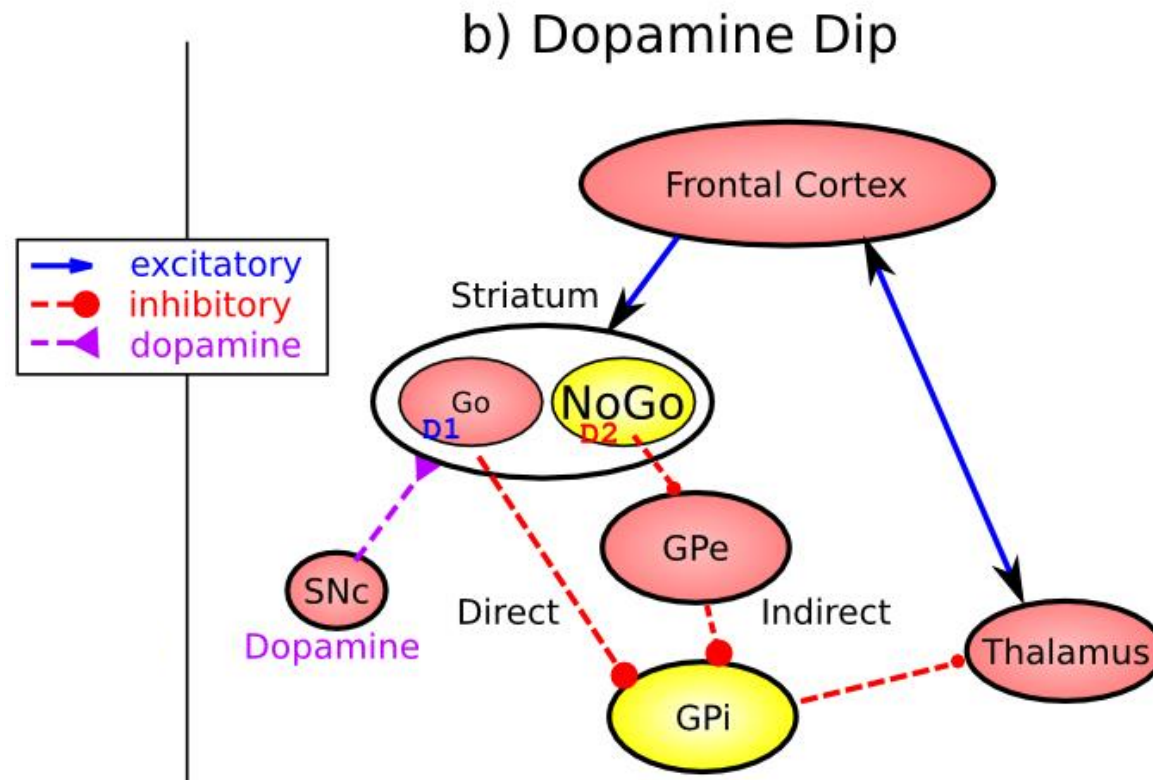 b) Dopamine Dip
Frontal Cortex
excitatory
inhibitory
dopamine
Striatum
Go
NoGo
D1
D2
GPe
SNc
Direct
Indirect
Dopamine
Thalamus
GPi